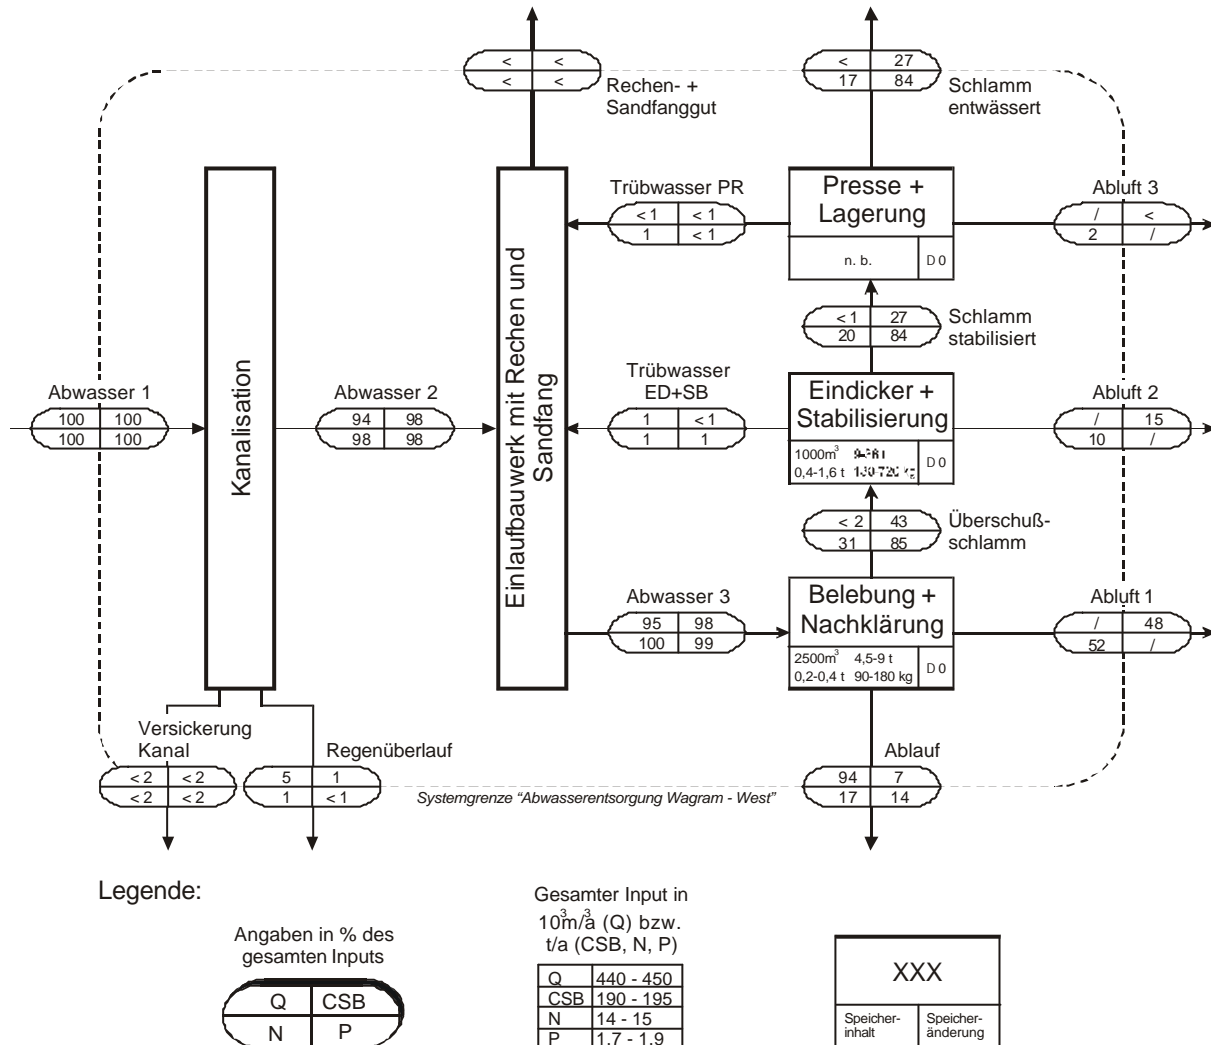 < <
< <
Rechen- +
Sandfanggut
< 27
17 84
Schlamm
entwässert
Trübwasser PR
< 1 < 1
1 < 1
Presse +
Lagerung
n. b. D 0
Abluft 3
/ <
2 /
< 1 27
20 84
Schlamm
stabilisiert
Abwasser 1
100 100
100 100
Kanalisation
Abwasser 2
94 98
98 98
Einlaufbauwerk mit Rechen und
Sandfang
Trübwasser
ED+SB
1 < 1
1 1
Eindicker +
Stabilisierung
1000m³
0,4-1,6 t
D 0
Abluft 2
/ 15
10 /
< 2 43
31 85
Überschuß-
schlamm
Abwasser 3
95 98
100 99
Belebung +
Nachklärung
2500m³ 4,5-9 t
0,2-0,4 t 90-180 kg
D 0
Abluft 1
/ 48
52 /
Versickerung
Kanal
< 2 < 2
< 2 < 2
Regenüberlauf
5 1
1 < 1
Systemgrenze “Abwasserentsorgung Wagram - West”
Ablauf
94 7
17 14
Legende:
Angaben in % des
gesamten Inputs
Q CSB
N P
Gesamter Input in
10³m³/a (Q) bzw.
t/a (CSB, N, P)
Q 440 - 450
CSB 190 - 195
N 14 - 15
P 1,7 - 1,9
XXX
Speicher-
inhalt
Speicher-
änderung